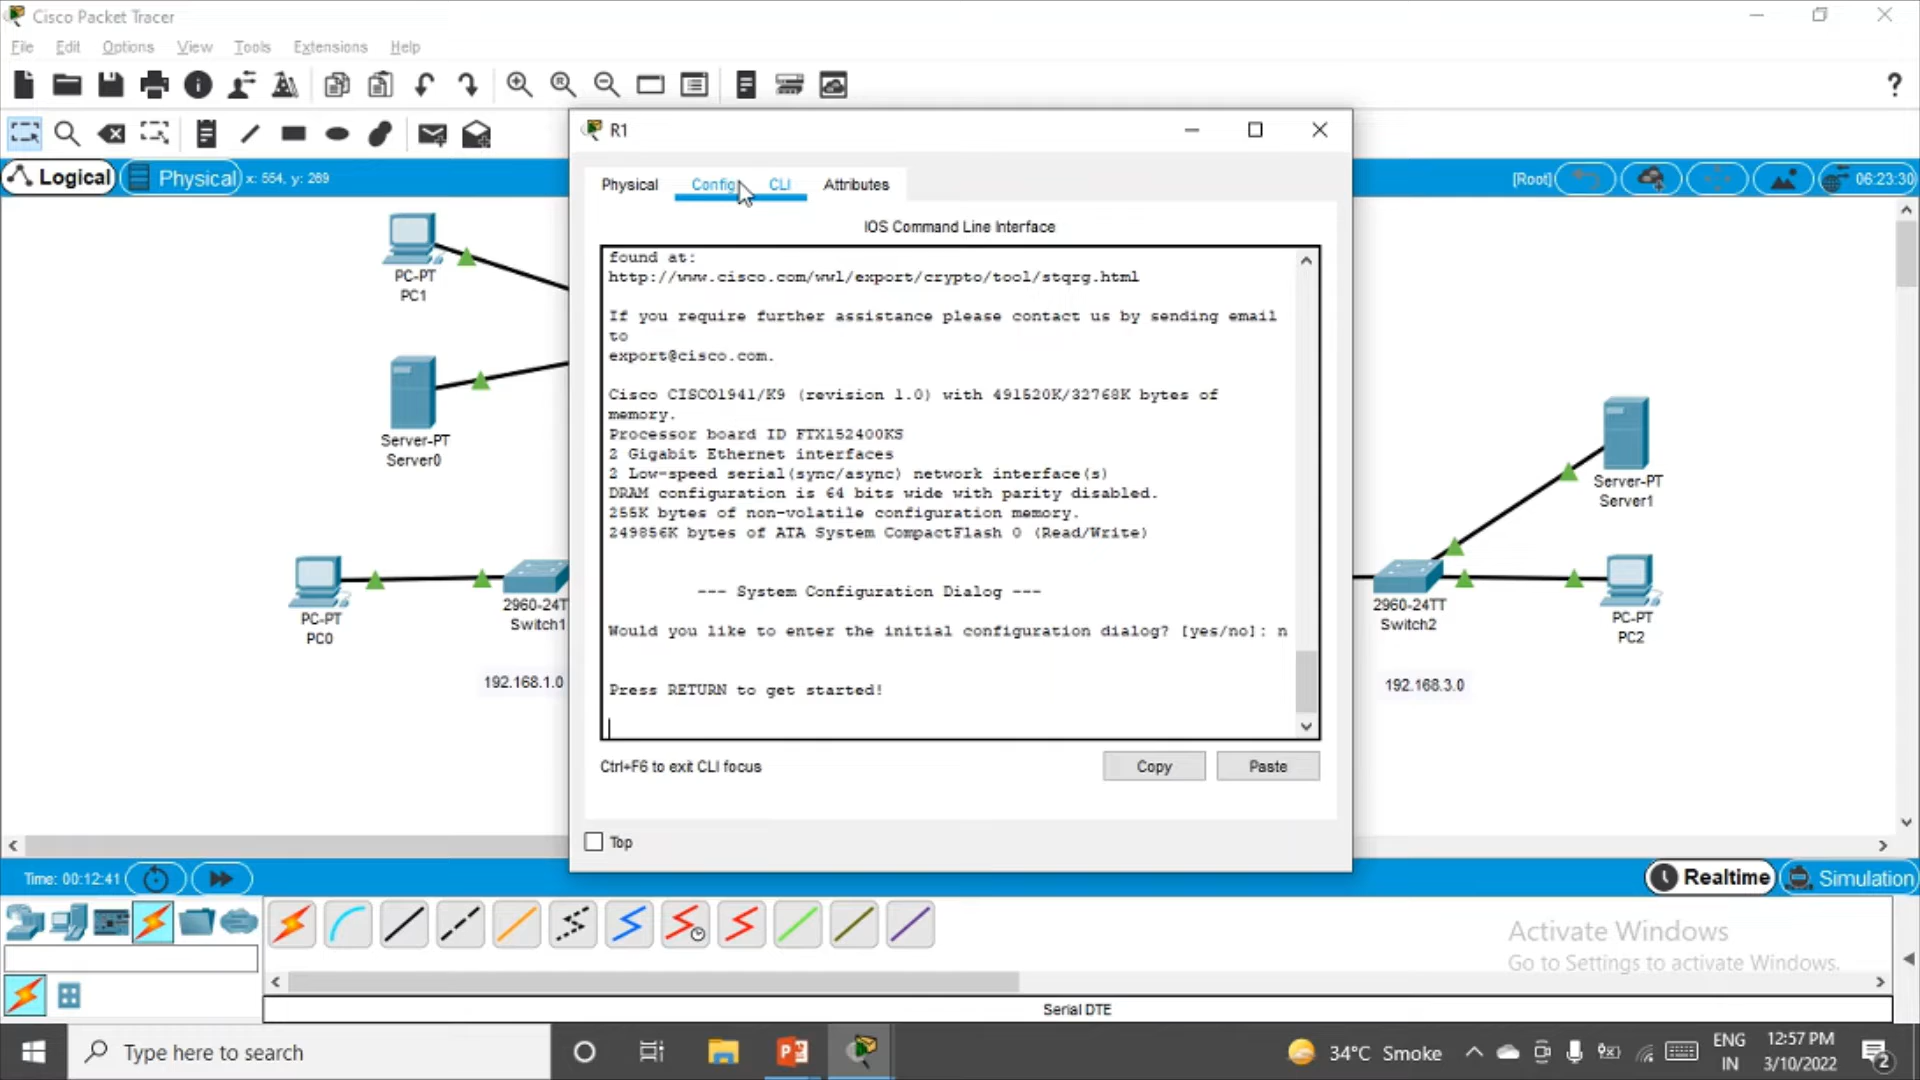 Cisco Packet Tracer
File Edit Options View Tools Extensions Help
Logical Physical x: 554, y: 269 [Root] 06:23:30
R1
Physical Config CLI Attributes
IOS Command Line Interface
found at:
http://www.cisco.com/wwl/export/crypto/tool/stqrg.html
If you require further assistance please contact us by sending email
to
export@cisco.com.
Cisco CISCO1941/K9 (revision 1.0) with 491520K/32768K bytes of
memory.
Processor board ID FTX152400KS
2 Gigabit Ethernet interfaces
2 Low-speed serial(sync/async) network interface(s)
DRAM configuration is 64 bits wide with parity disabled.
255K bytes of non-volatile configuration memory.
249856K bytes of ATA System CompactFlash 0 (Read/Write)
--- System Configuration Dialog ---
Would you like to enter the initial configuration dialog? [yes/no]: n
Press RETURN to get started!
Ctrl+F6 to exit CLI focus
Copy Paste
Top
PC-PT
PC1
Server-PT
Server0
PC-PT
PC0
2960-24TT
Switch1
192.168.1.0
Server-PT
Server1
2960-24TT
Switch2
PC-PT
PC2
192.168.3.0
Time: 00:12:41
Realtime Simulation
Activate Windows
Go to Settings to activate Windows.
Serial DTE
Type here to search
34°C Smoke
ENG
IN
12:57 PM
3/10/2022
2